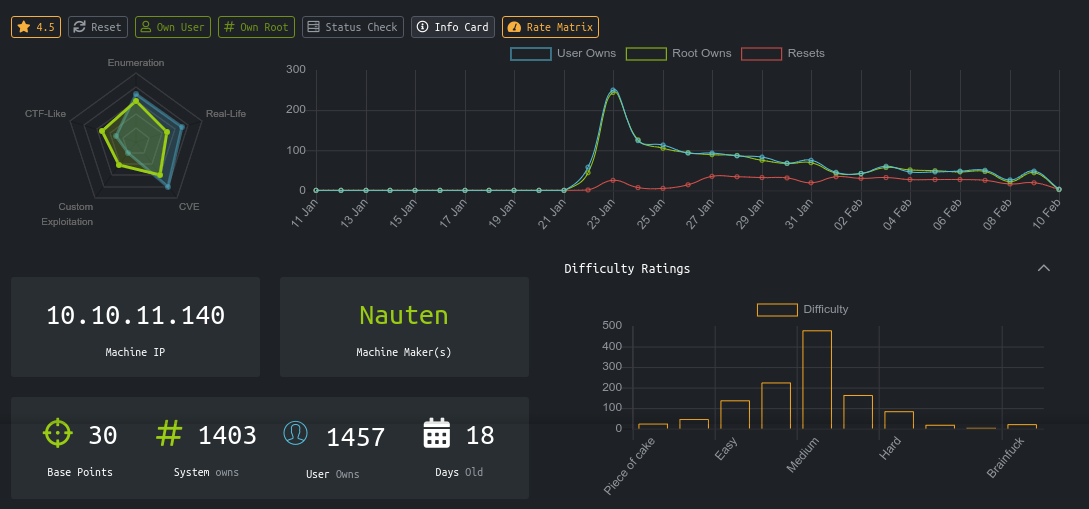 4.5 Reset Own User Own Root Status Check Info Card Rate Matrix
Enumeration
CTF-Like
Real-Life
Custom
Exploitation
CVE
User Owns Root Owns Resets
300
200
100
0
11 Jan 13 Jan 15 Jan 17 Jan 19 Jan 21 Jan 23 Jan 25 Jan 27 Jan 29 Jan 31 Jan 02 Feb 04 Feb 06 Feb 08 Feb 10 Feb
10.10.11.140
Machine IP
Nauten
Machine Maker(s)
30
Base Points
1403
System owns
1457
User Owns
18
Days Old
Difficulty Ratings
Difficulty
500
400
300
200
100
0
Piece of cake Easy Medium Hard Brainfuck